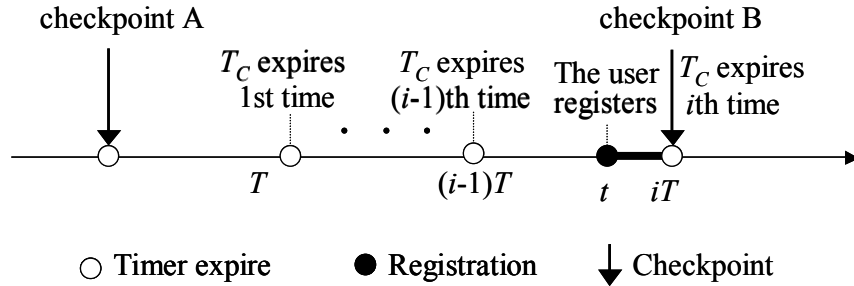 checkpoint A
checkpoint B
T_C expires
1st time
T_C expires
(i-1)th time
The user
registers
T_C expires
ith time
. . .
T
(i-1)T
t
iT
Timer expire
Registration
Checkpoint